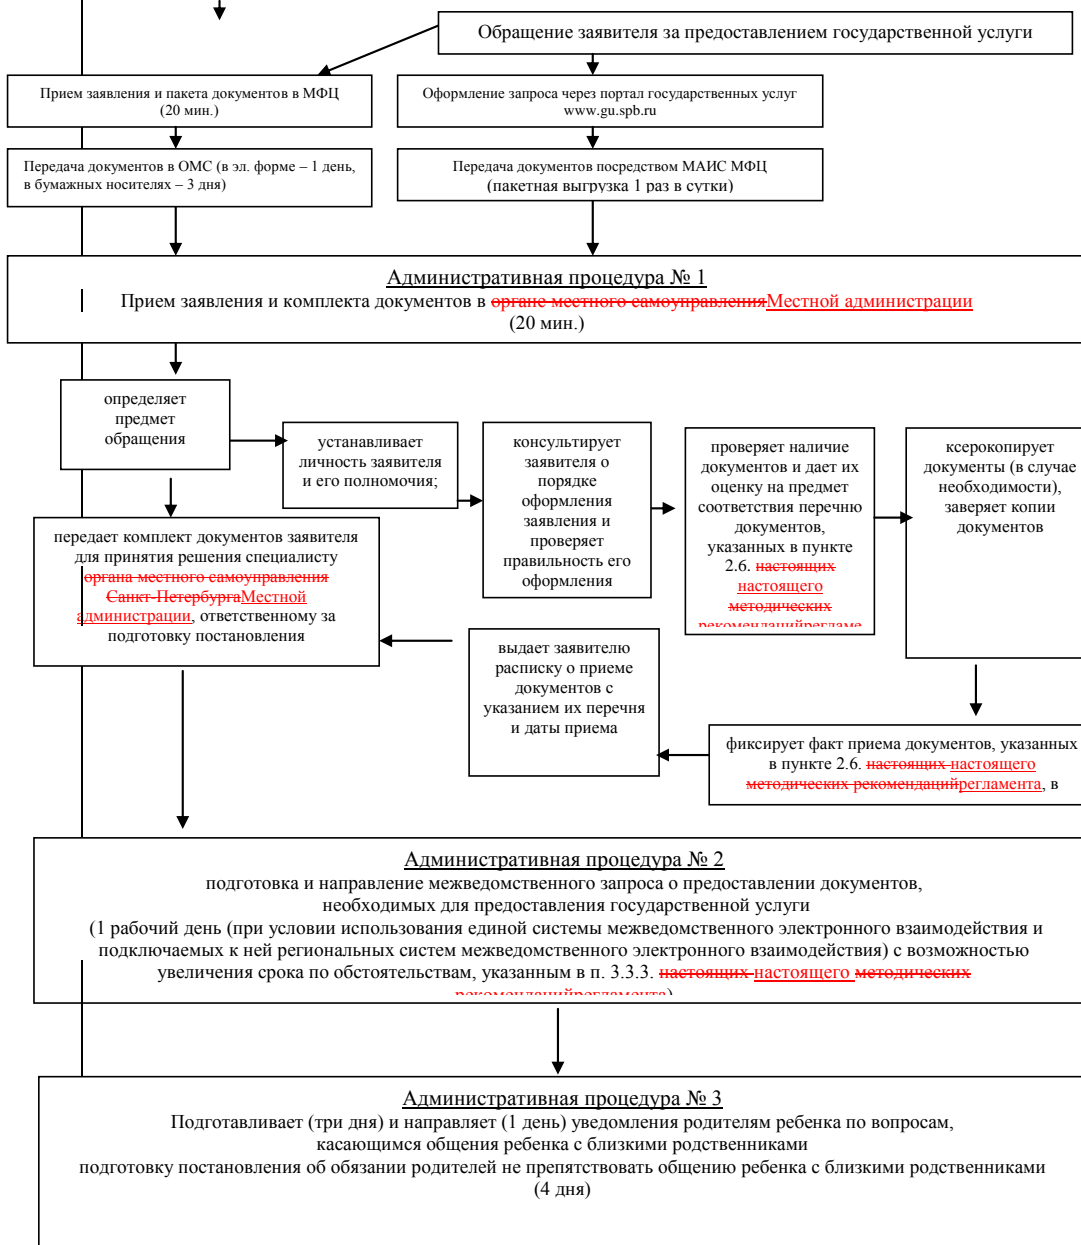 Обращение заявителя за предоставлением государственной услуги
Прием заявления и пакета документов в МФЦ
(20 мин.)
Оформление запроса через портал государственных услуг
www.gu.spb.ru
Передача документов в ОМС (в эл. форме – 1 день,
в бумажных носителях – 3 дня)
Передача документов посредством МАИС МФЦ
(пакетная выгрузка 1 раз в сутки)
Административная процедура № 1
Прием заявления и комплекта документов в органе местного самоуправленияМестной администрации
(20 мин.)
определяет
предмет
обращения
устанавливает
личность заявителя
и его полномочия;
консультирует
заявителя о
порядке
оформления
заявления и
проверяет
правильность его
оформления
проверяет наличие
документов и дает их
оценку на предмет
соответствия перечню
документов,
указанных в пункте
2.6. настоящих
настоящего
методических
рекомендацийрегламе
ксерокопирует
документы (в случае
необходимости),
заверяет копии
документов
передает комплект документов заявителя
для принятия решения специалисту
органа местного самоуправления
Санкт-ПетербургаМестной
администрации, ответственному за
подготовку постановления
выдает заявителю
расписку о приеме
документов с
указанием их перечня
и даты приема
фиксирует факт приема документов, указанных
в пункте 2.6. настоящих настоящего
методических рекомендацийрегламента, в
Административная процедура № 2
подготовка и направление межведомственного запроса о предоставлении документов,
необходимых для предоставления государственной услуги
(1 рабочий день (при условии использования единой системы межведомственного электронного взаимодействия и
подключаемых к ней региональных систем межведомственного электронного взаимодействия) с возможностью
увеличения срока по обстоятельствам, указанным в п. 3.3.3. настоящих настоящего методических
рекомендацийрегламента)
Административная процедура № 3
Подготавливает (три дня) и направляет (1 день) уведомления родителям ребенка по вопросам,
касающимся общения ребенка с близкими родственниками
подготовку постановления об обязании родителей не препятствовать общению ребенка с близкими родственниками
(4 дня)